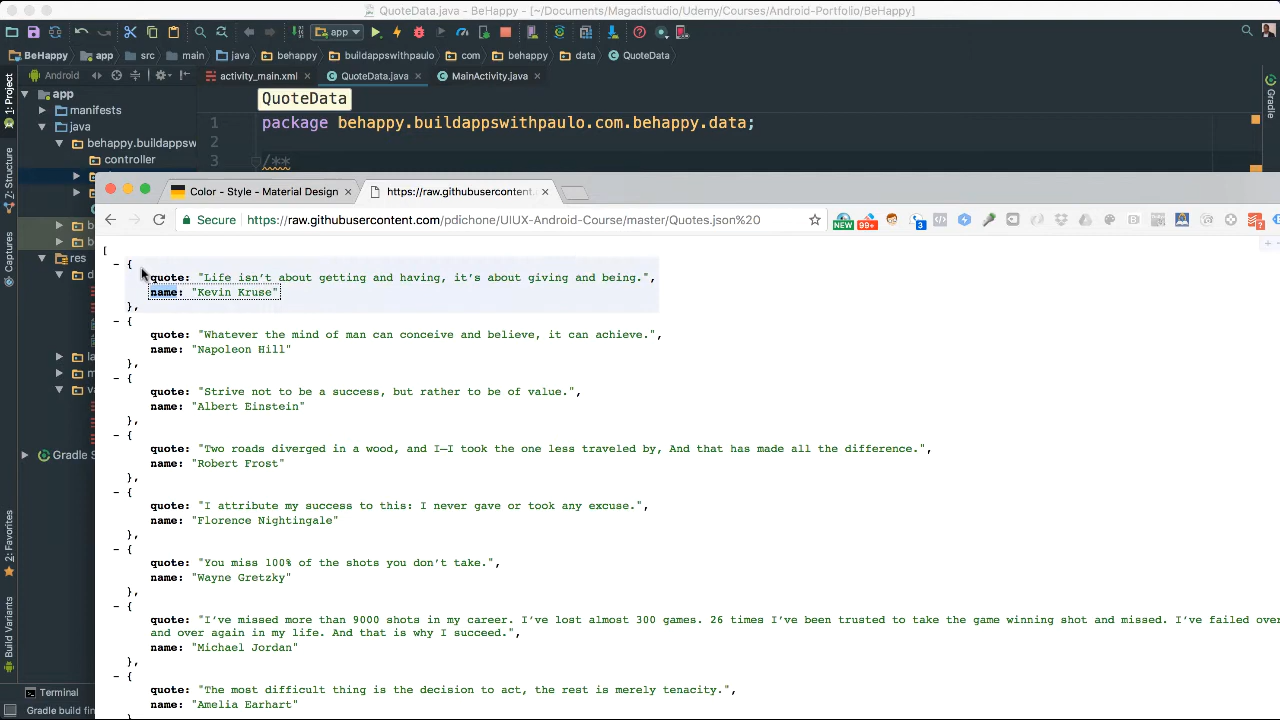 QuoteData.java - BeHappy - [~/Documents/Magadistudio/Udemy/Courses/Android-Portfolio/BeHappy]
app
BeHappy app src main java behappy buildappswithpaulo com behappy data QuoteData
Android activity_main.xml QuoteData.java MainActivity.java
1: Project
Z: Structure
Captures
2: Favorites
Build Variants
Gradle
app
manifests
java
behappy.buildappsw
controller
res
Gradle S
QuoteData
1 package behappy.buildappswithpaulo.com.behappy.data;
2
3 /**
Color - Style - Material Design https://raw.githubusercontent.
Secure https://raw.githubusercontent.com/pdichone/UIUX-Android-Course/master/Quotes.json%20 NEW 99+ 3
[
- {
quote: "Life isn’t about getting and having, it’s about giving and being.",
name: "Kevin Kruse"
},
- {
quote: "Whatever the mind of man can conceive and believe, it can achieve.",
name: "Napoleon Hill"
},
- {
quote: "Strive not to be a success, but rather to be of value.",
name: "Albert Einstein"
},
- {
quote: "Two roads diverged in a wood, and I—I took the one less traveled by, And that has made all the difference.",
name: "Robert Frost"
},
- {
quote: "I attribute my success to this: I never gave or took any excuse.",
name: "Florence Nightingale"
},
- {
quote: "You miss 100% of the shots you don’t take.",
name: "Wayne Gretzky"
},
- {
quote: "I’ve missed more than 9000 shots in my career. I’ve lost almost 300 games. 26 times I’ve been trusted to take the game winning shot and missed. I’ve failed over
and over again in my life. And that is why I succeed.",
name: "Michael Jordan"
},
- {
quote: "The most difficult thing is the decision to act, the rest is merely tenacity.",
name: "Amelia Earhart"
},
Terminal
Gradle build fin